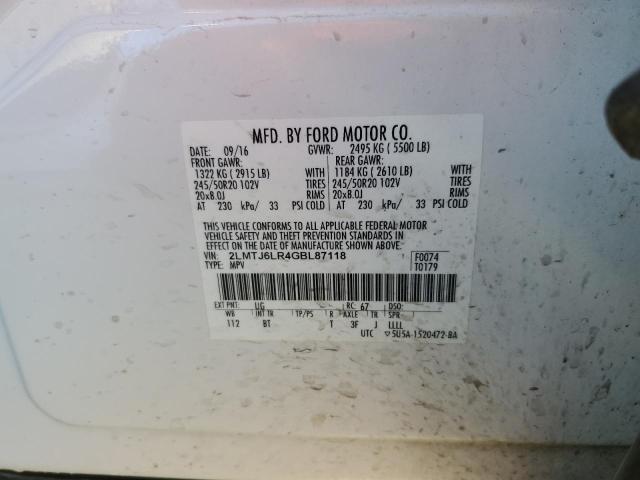 MFD. BY FORD MOTOR CO.
DATE: 09/16 GVWR: 2495 KG ( 5500 LB)
FRONT GAWR: REAR GAWR:
1322 KG ( 2915 LB) WITH 1184 KG ( 2610 LB) WITH
245/50R20 102V TIRES 245/50R20 102V TIRES
20x8.0J RIMS 20x8.0J RIMS
AT 230 kPa/ 33 PSI COLD AT 230 kPa/ 33 PSI COLD
THIS VEHICLE CONFORMS TO ALL APPLICABLE FEDERAL MOTOR
VEHICLE SAFETY AND THEFT PREVENTION STANDARDS IN
EFFECT ON THE DATE OF MANUFACTURE SHOWN ABOVE.
VIN: 2LMTJ6LR4GBL87118 F0074
TYPE: MPV T0179
EXT PNT: UG RC: 67 DSO:
WB INT TR TP/PS R AXLE TR SPR
112 BT T 3F J LLLL
UTC ▽5U5A-1520472-BA